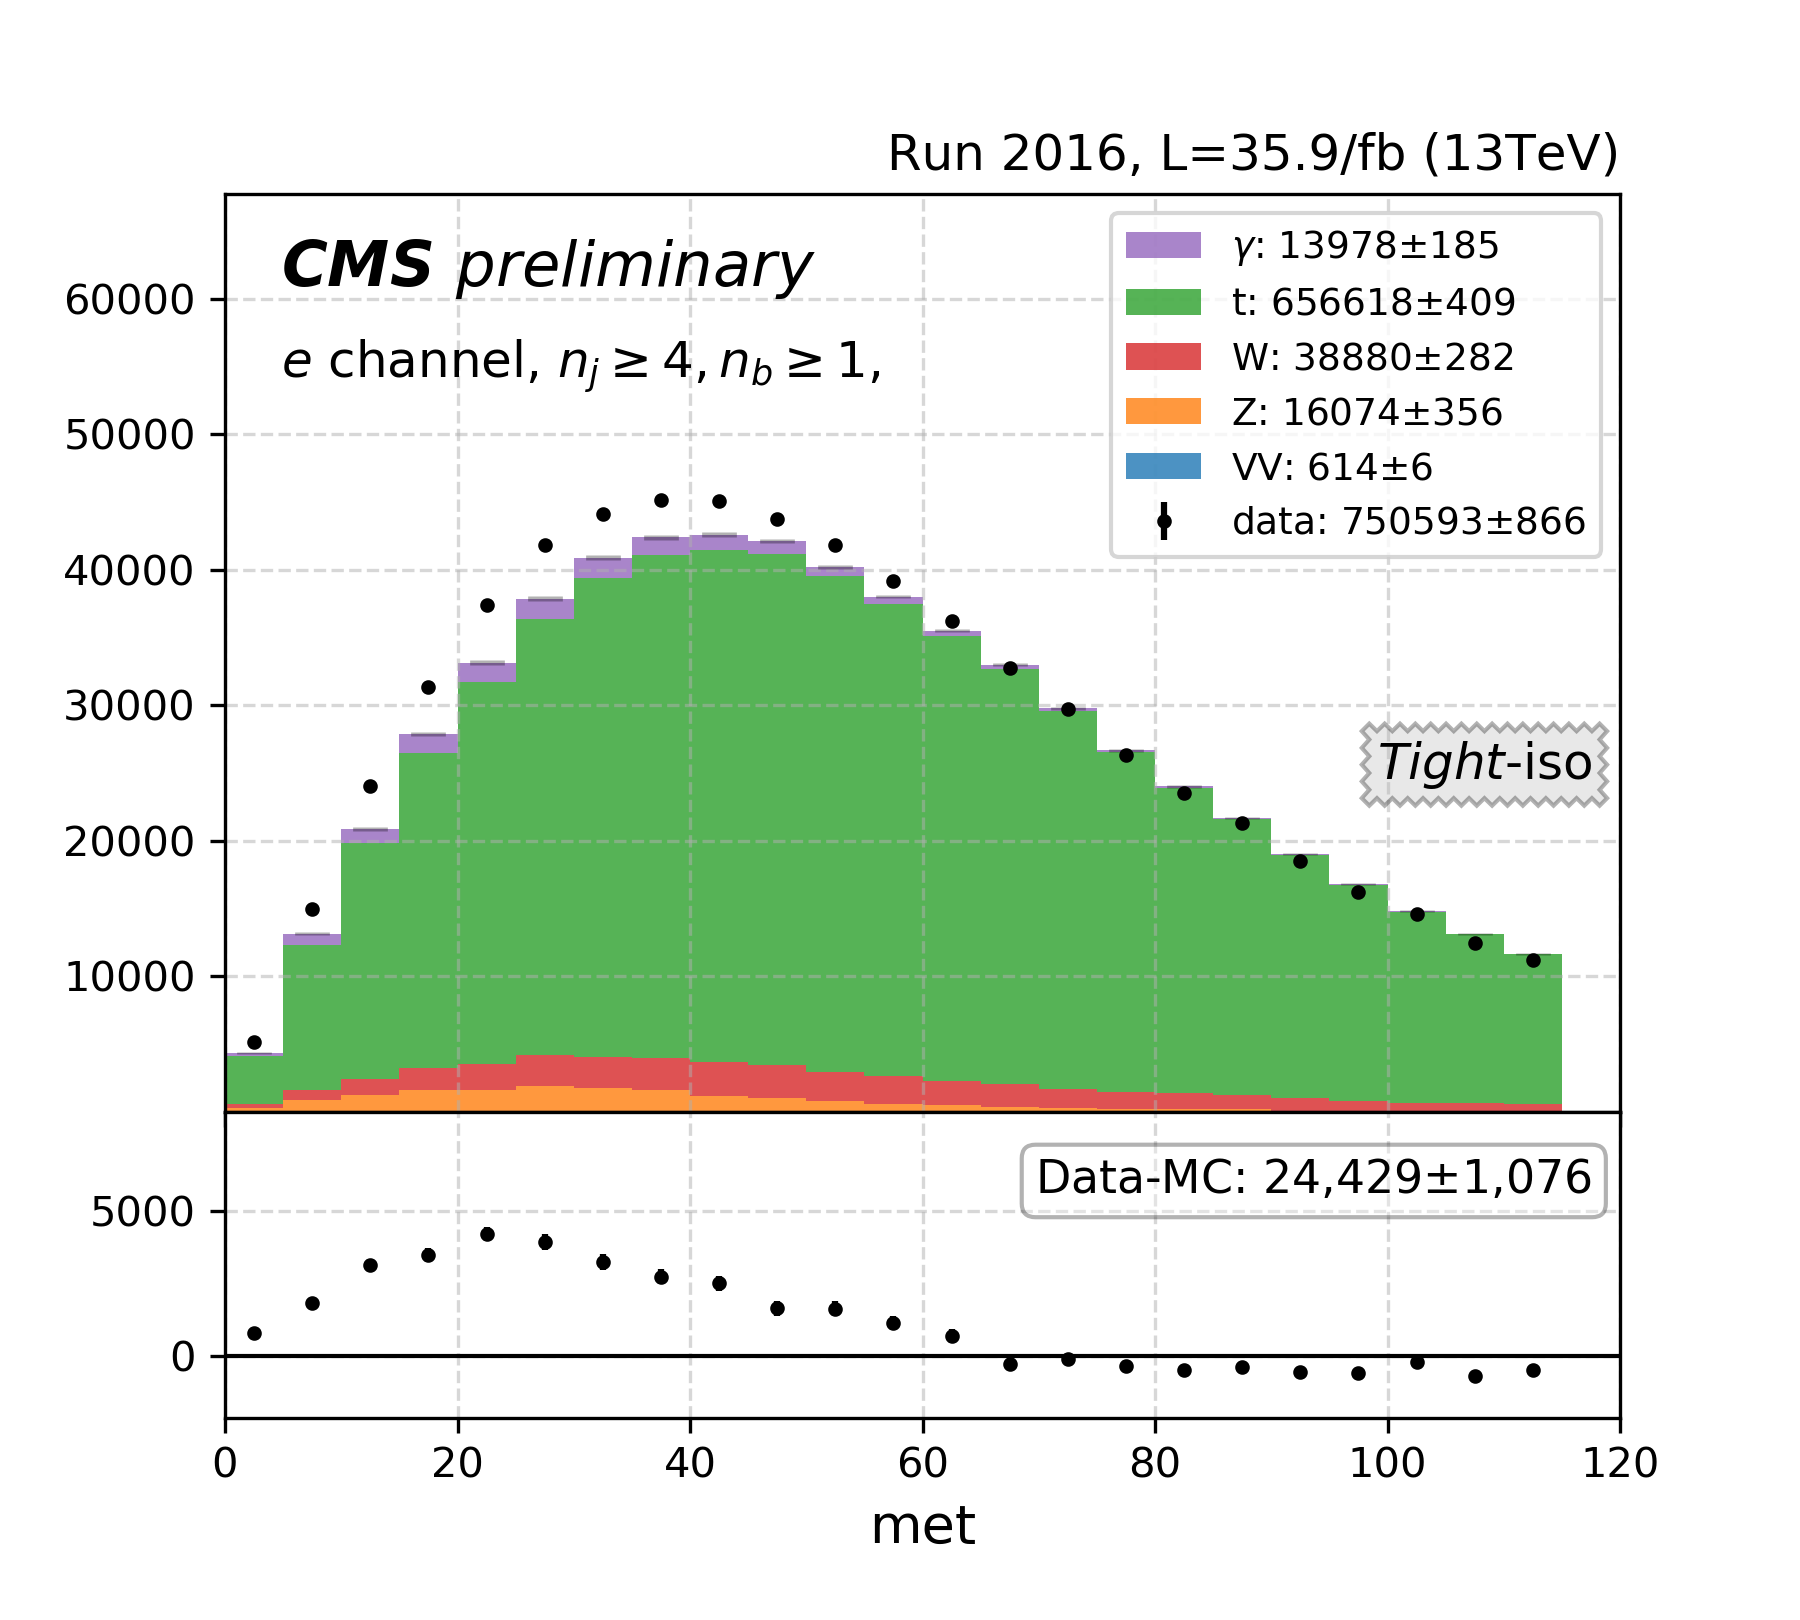 Run 2016, L=35.9/fb (13TeV)
CMS preliminary
e channel, n_j ≥ 4, n_b ≥ 1,
γ: 13978±185
t: 656618±409
W: 38880±282
Z: 16074±356
VV: 614±6
data: 750593±866
60000
50000
40000
30000
20000
10000
Tight-iso
Data-MC: 24,429±1,076
5000
0
0 20 40 60 80 100 120
met